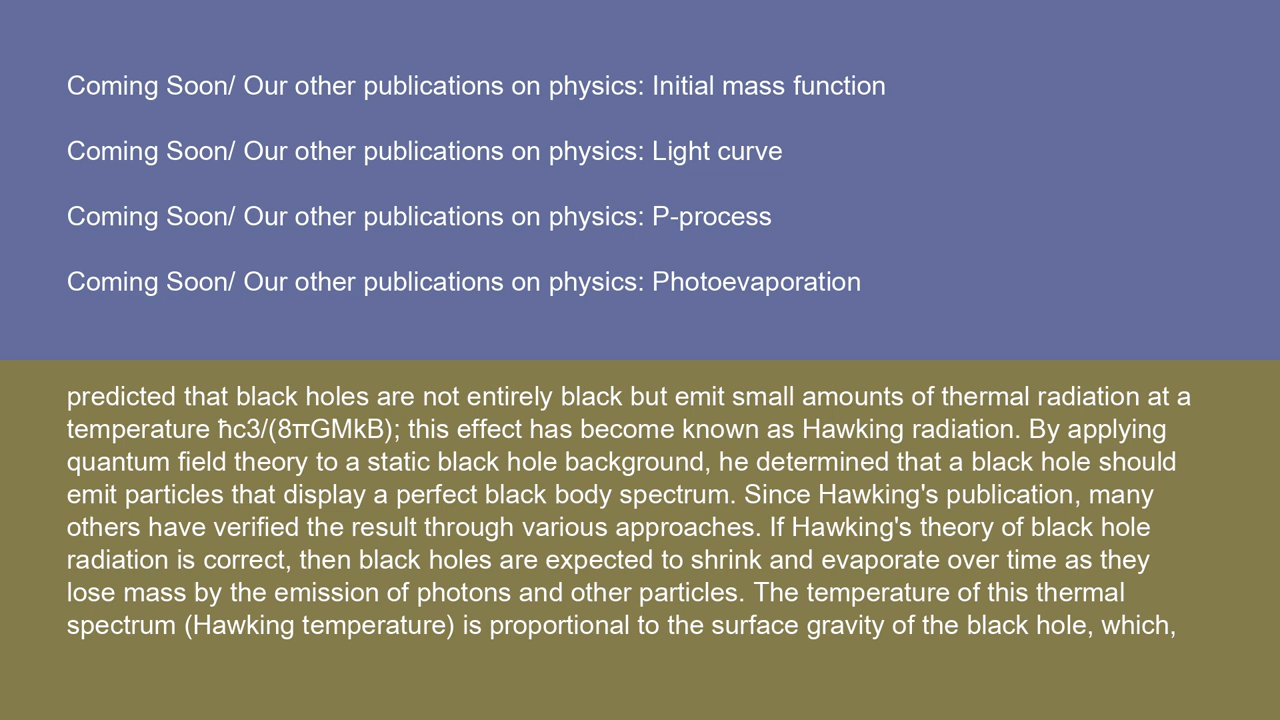 Coming Soon/ Our other publications on physics: Initial mass function
Coming Soon/ Our other publications on physics: Light curve
Coming Soon/ Our other publications on physics: P-process
Coming Soon/ Our other publications on physics: Photoevaporation
predicted that black holes are not entirely black but emit small amounts of thermal radiation at a
temperature ħc3/(8πGMkB); this effect has become known as Hawking radiation. By applying
quantum field theory to a static black hole background, he determined that a black hole should
emit particles that display a perfect black body spectrum. Since Hawking's publication, many
others have verified the result through various approaches. If Hawking's theory of black hole
radiation is correct, then black holes are expected to shrink and evaporate over time as they
lose mass by the emission of photons and other particles. The temperature of this thermal
spectrum (Hawking temperature) is proportional to the surface gravity of the black hole, which,